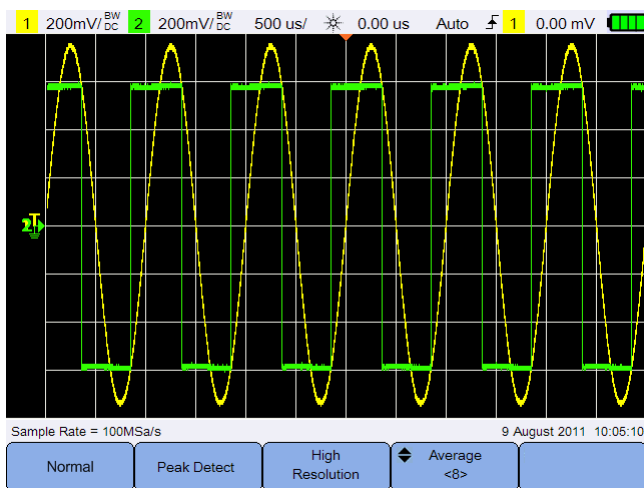 1 200mV/ BW DC 2 200mV/ BW DC 500 us/ 0.00 us Auto 1 0.00 mV
2 T
Sample Rate = 100MSa/s 9 August 2011 10:05:10
Normal Peak Detect High Resolution Average <8>